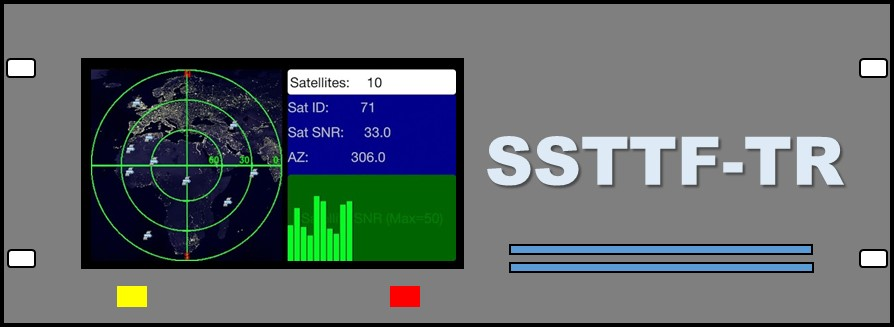 Satellites: 10
Sat ID: 71
Sat SNR: 33.0
AZ: 306.0
60 30 0
Satellite SNR (Max=50)
SSTTF-TR